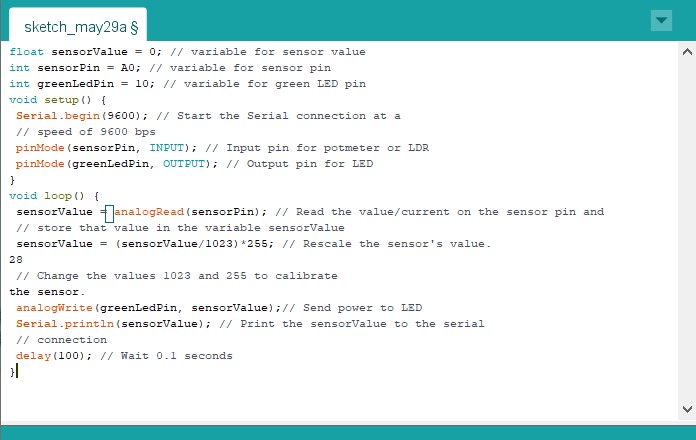 sketch_may29a §
float sensorValue = 0; // variable for sensor value
int sensorPin = A0; // variable for sensor pin
int greenLedPin = 10; // variable for green LED pin
void setup() {
Serial.begin(9600); // Start the Serial connection at a
// speed of 9600 bps
pinMode(sensorPin, INPUT); // Input pin for potmeter or LDR
pinMode(greenLedPin, OUTPUT); // Output pin for LED
}
void loop() {
sensorValue = analogRead(sensorPin); // Read the value/current on the sensor pin and
// store that value in the variable sensorValue
sensorValue = (sensorValue/1023)*255; // Rescale the sensor's value.
28
// Change the values 1023 and 255 to calibrate
the sensor.
analogWrite(greenLedPin, sensorValue);// Send power to LED
Serial.println(sensorValue); // Print the sensorValue to the serial
// connection
delay(100); // Wait 0.1 seconds
}